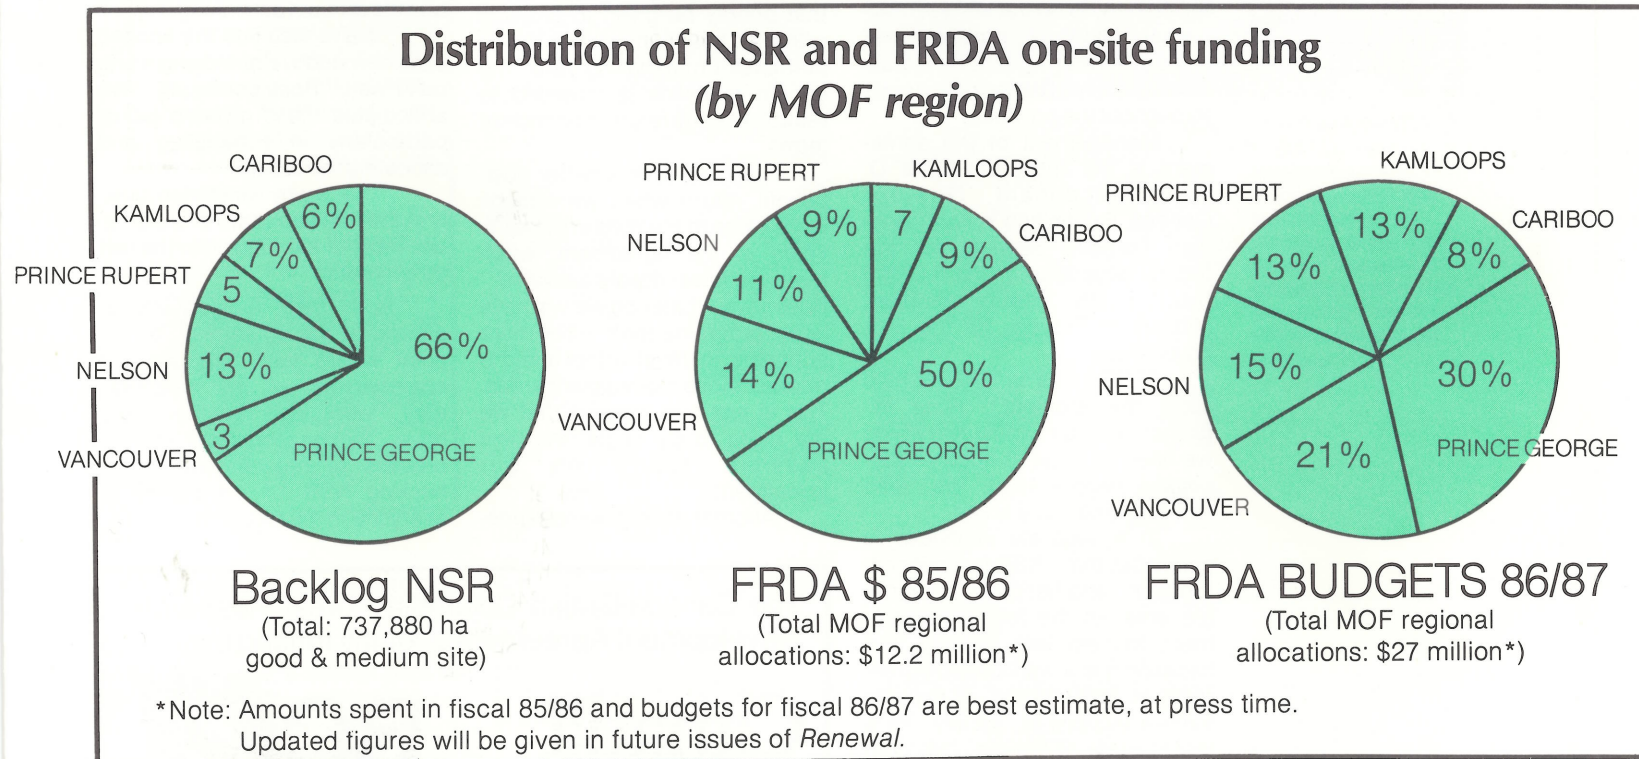 Distribution of NSR and FRDA on-site funding
(by MOF region)
CARIBOO
KAMLOOPS
PRINCE RUPERT
NELSON
VANCOUVER
6%
7%
5
13%
3
66%
PRINCE GEORGE
Backlog NSR
(Total: 737,880 ha
good & medium site)
PRINCE RUPERT
KAMLOOPS
NELSON
CARIBOO
VANCOUVER
9%
7
9%
11%
14%
50%
PRINCE GEORGE
FRDA $ 85/86
(Total MOF regional
allocations: $12.2 million*)
KAMLOOPS
PRINCE RUPERT
CARIBOO
NELSON
VANCOUVER
13%
13%
8%
15%
30%
21%
PRINCE GEORGE
FRDA BUDGETS 86/87
(Total MOF regional
allocations: $27 million*)
*Note: Amounts spent in fiscal 85/86 and budgets for fiscal 86/87 are best estimate, at press time.
Updated figures will be given in future issues of Renewal.